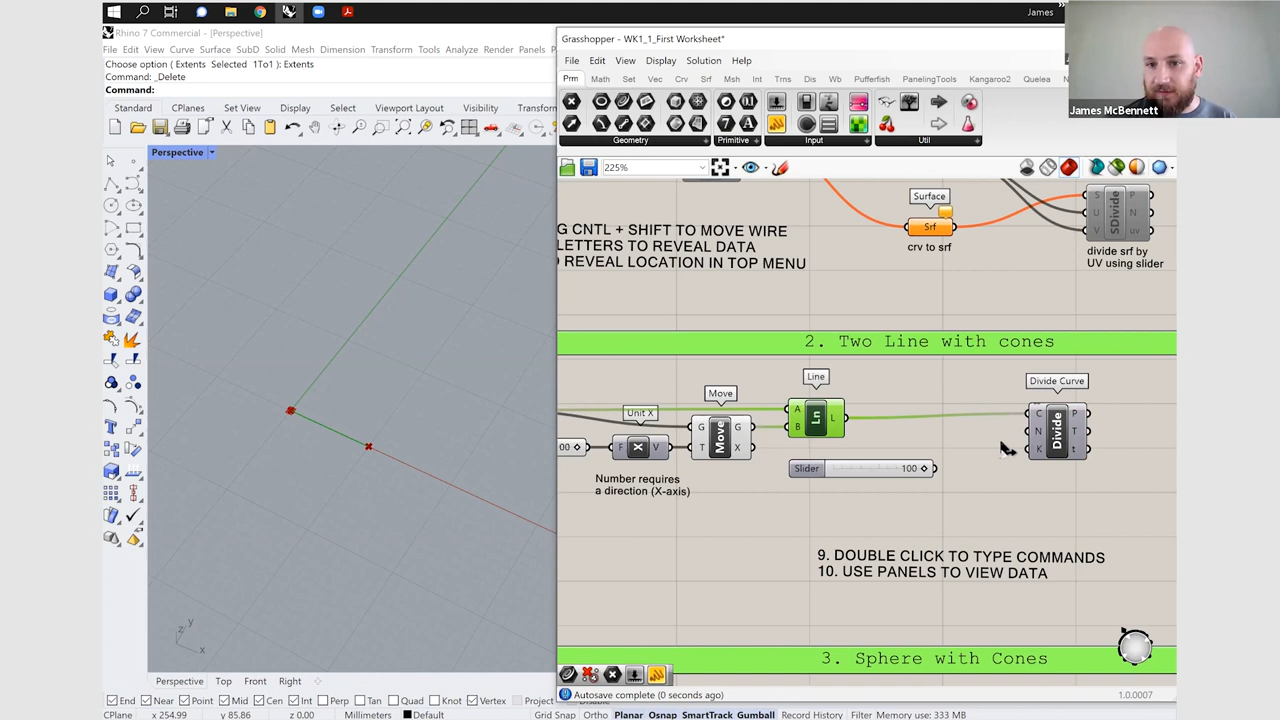 James
Rhino 7 Commercial - [Perspective]
File Edit View Curve Surface SubD Solid Mesh Dimension Transform Tools Analyze Render Panels
Choose option ( Extents Selected 1To1 ): Extents
Command: _Delete
Command:
Standard CPlanes Set View Display Select Viewport Layout Visibility Transform
Perspective
Grasshopper - WK1_1_First Worksheet*
File Edit View Display Solution Help
Prm Math Set Vec Crv Srf Msh Int Trns Dis Wb Pufferfish PanelingTools Kangaroo2 Quelea
Geometry Primitive Input Util
225%
James McBennett
Surface
Srf
crv to srf
S P
U N
V uv
SDivide
divide srf by
UV using slider
G CNTL + SHIFT TO MOVE WIRE
LETTERS TO REVEAL DATA
REVEAL LOCATION IN TOP MENU
2. Two Line with cones
Unit X
F X V
Number requires
a direction (X-axis)
Move
G G
T X
Move
Line
A
B
Ln
L
Slider 100
Divide Curve
C P
N T
K t
Divide
9. DOUBLE CLICK TO TYPE COMMANDS
10. USE PANELS TO VIEW DATA
3. Sphere with Cones
Autosave complete (0 seconds ago)
1.0.0007
z y
x
Perspective Top Front Right
End Near Point Mid Cen Int Perp Tan Quad Knot Vertex Project
CPlane x 254.99 y 85.86 z 0.00 Millimeters Default Grid Snap Ortho Planar Osnap SmartTrack Gumball Record History Filter Memory use: 333 MB